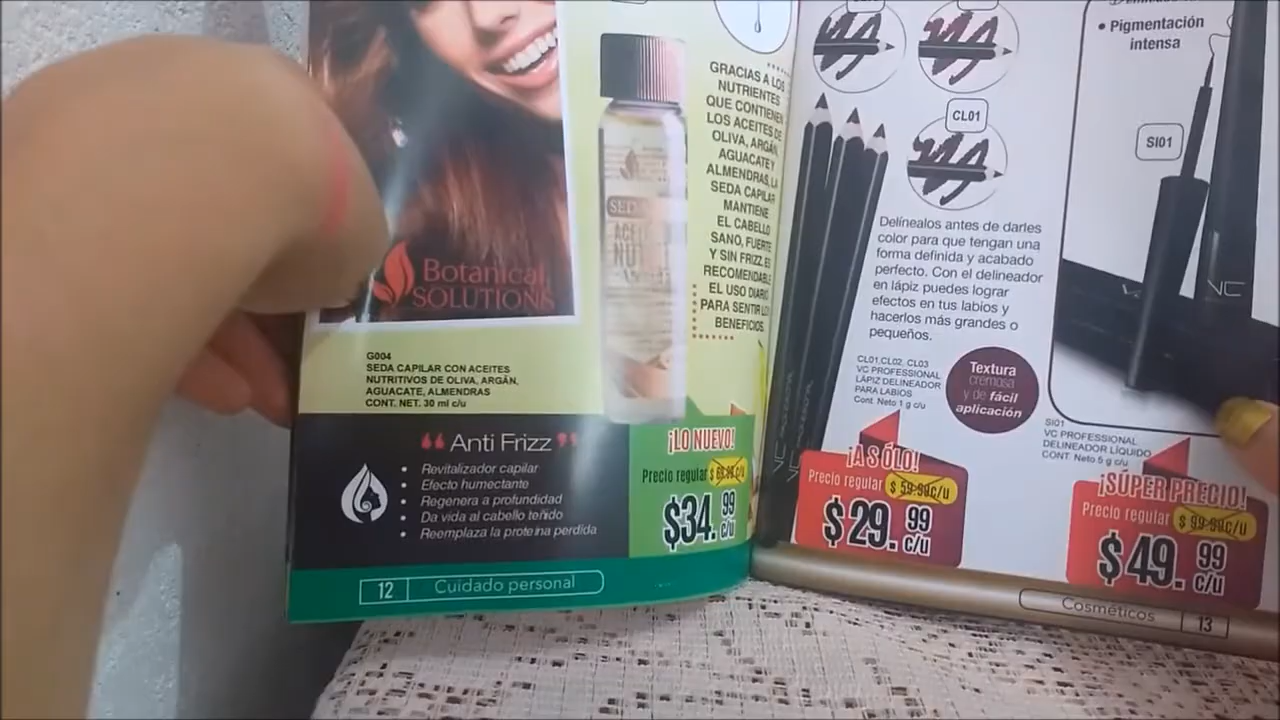 GRACIAS A LOS
NUTRIENTES
QUE CONTIENEN
LOS ACEITES DE
OLIVA, ARGÁN,
AGUACATE Y
ALMENDRAS, LA
SEDA CAPILAR
MANTIENE
EL CABELLO
SANO, FUERTE
Y SIN FRIZZ, ES
RECOMENDABLE
EL USO DIARIO
PARA SENTIR LOS
BENEFICIOS.
Botanical
SOLUTIONS
G004
SEDA CAPILAR CON ACEITES
NUTRITIVOS DE OLIVA, ARGÁN,
AGUACATE, ALMENDRAS
CONT. NET. 30 ml c/u
“ Anti Frizz ”
• Revitalizador capilar
• Efecto humectante
• Regenera a profundidad
• Da vida al cabello teñido
• Reemplaza la proteína perdida
¡LO NUEVO!
Precio regular $ 69.99 c/u
$34.99 c/u
12 Cuidado personal
CL01
Delínealos antes de darles
color para que tengan una
forma definida y acabado
perfecto. Con el delineador
en lápiz puedes lograr
efectos en tus labios y
hacerlos más grandes o
pequeños.
CL01, CL02, CL03
VC PROFESSIONAL
LÁPIZ DELINEADOR
PARA LABIOS
Cont. Neto 1 g c/u
Textura
cremosa
y de fácil
aplicación
¡A SÓLO!
Precio regular $ 59.99c/u
$29.99 c/u
• Pigmentación
intensa
SI01
VC
SI01
VC PROFESSIONAL
DELINEADOR LÍQUIDO
CONT. Neto 5 g c/u
¡SÚPER PRECIO!
Precio regular $ 99.99c/u
$49.99 c/u
Cosméticos 13